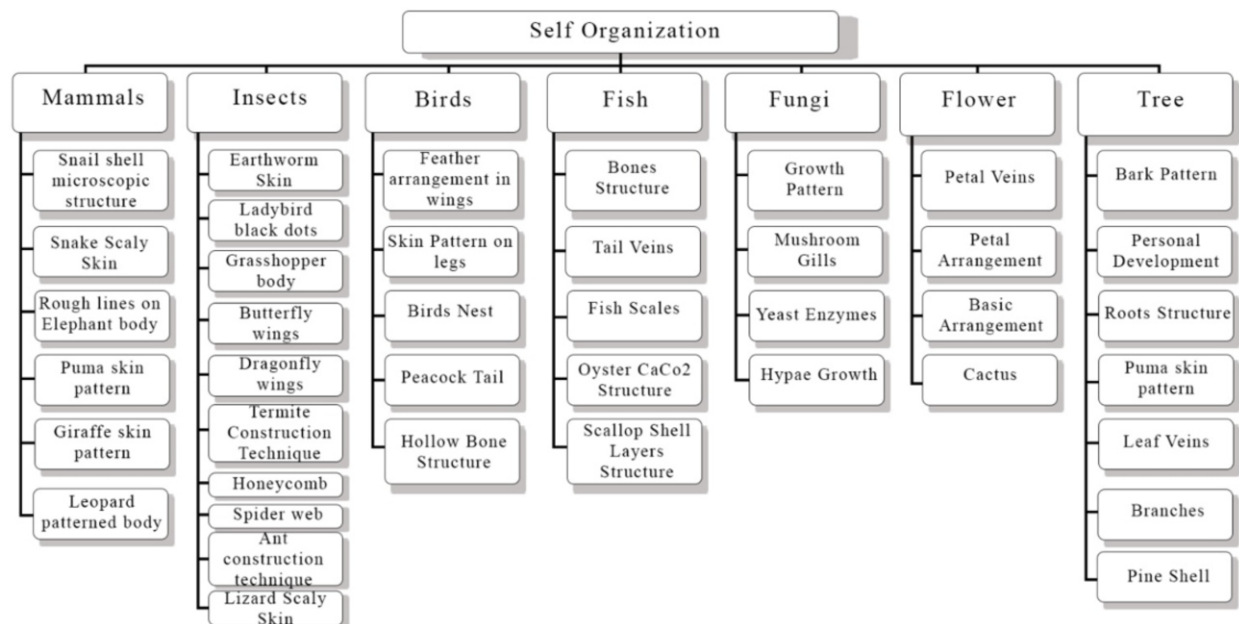 Self Organization
Mammals
Snail shell
microscopic
structure
Snake Scaly
Skin
Rough lines on
Elephant body
Puma skin
pattern
Giraffe skin
pattern
Leopard
patterned body
Insects
Earthworm
Skin
Ladybird
black dots
Grasshopper
body
Butterfly
wings
Dragonfly
wings
Termite
Construction
Technique
Honeycomb
Spider web
Ant
construction
technique
Lizard Scaly
Skin
Birds
Feather
arrangement in
wings
Skin Pattern on
legs
Birds Nest
Peacock Tail
Hollow Bone
Structure
Fish
Bones
Structure
Tail Veins
Fish Scales
Oyster CaCo2
Structure
Scallop Shell
Layers
Structure
Fungi
Growth
Pattern
Mushroom
Gills
Yeast Enzymes
Hypae Growth
Flower
Petal Veins
Petal
Arrangement
Basic
Arrangement
Cactus
Tree
Bark Pattern
Personal
Development
Roots Structure
Puma skin
pattern
Leaf Veins
Branches
Pine Shell